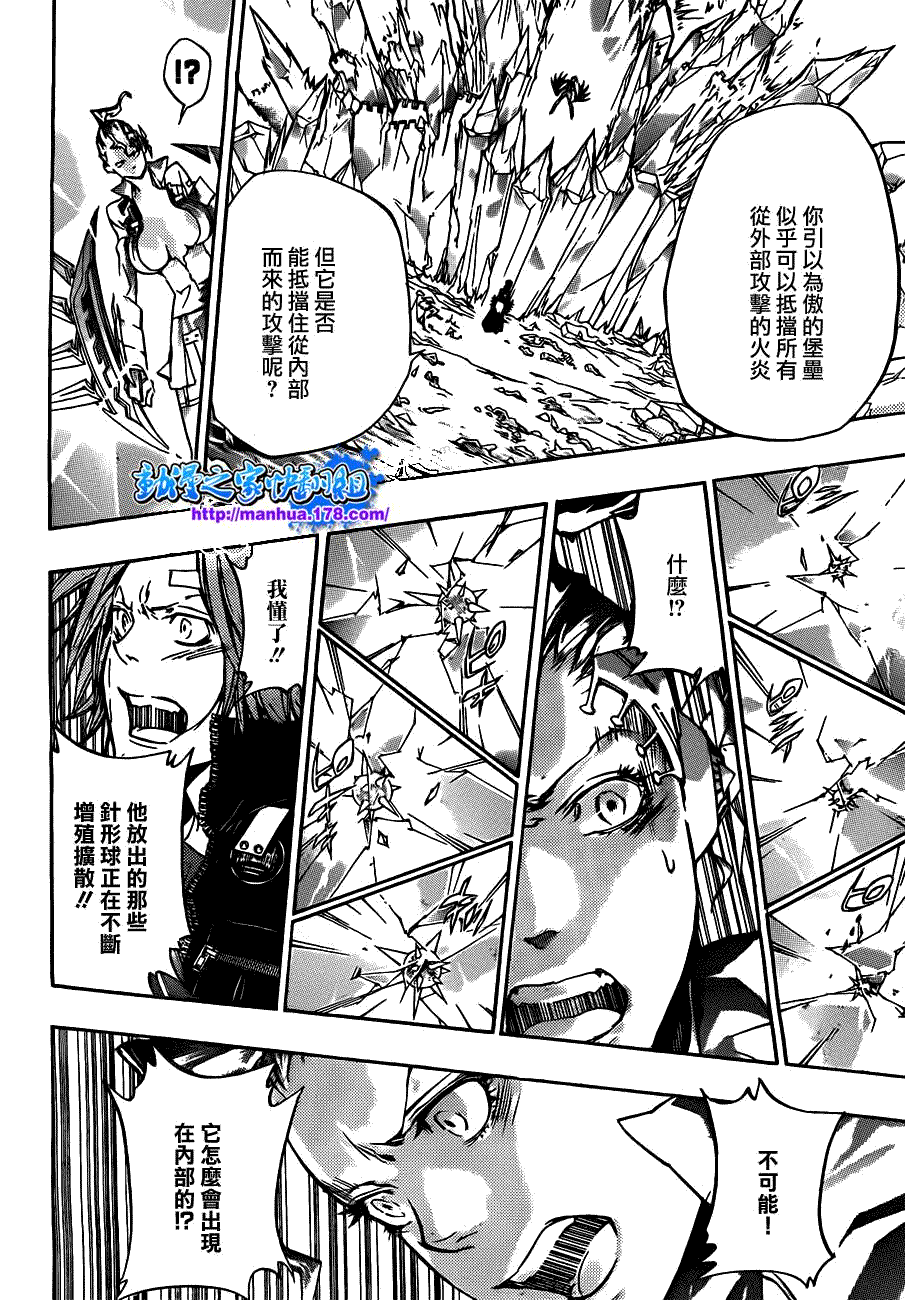 你引以為傲的堡壘
似乎可以抵擋所有
從外部攻擊的火炎
但它是否
能抵擋住從內部
而來的攻擊呢?
!?
動漫之家汉化组
http://manhua.178.com/
什麼!?
我懂了!!
他放出的那些
針形球正在不斷
增殖擴散!!
不可能!
它怎麼會出現
在內部的!?